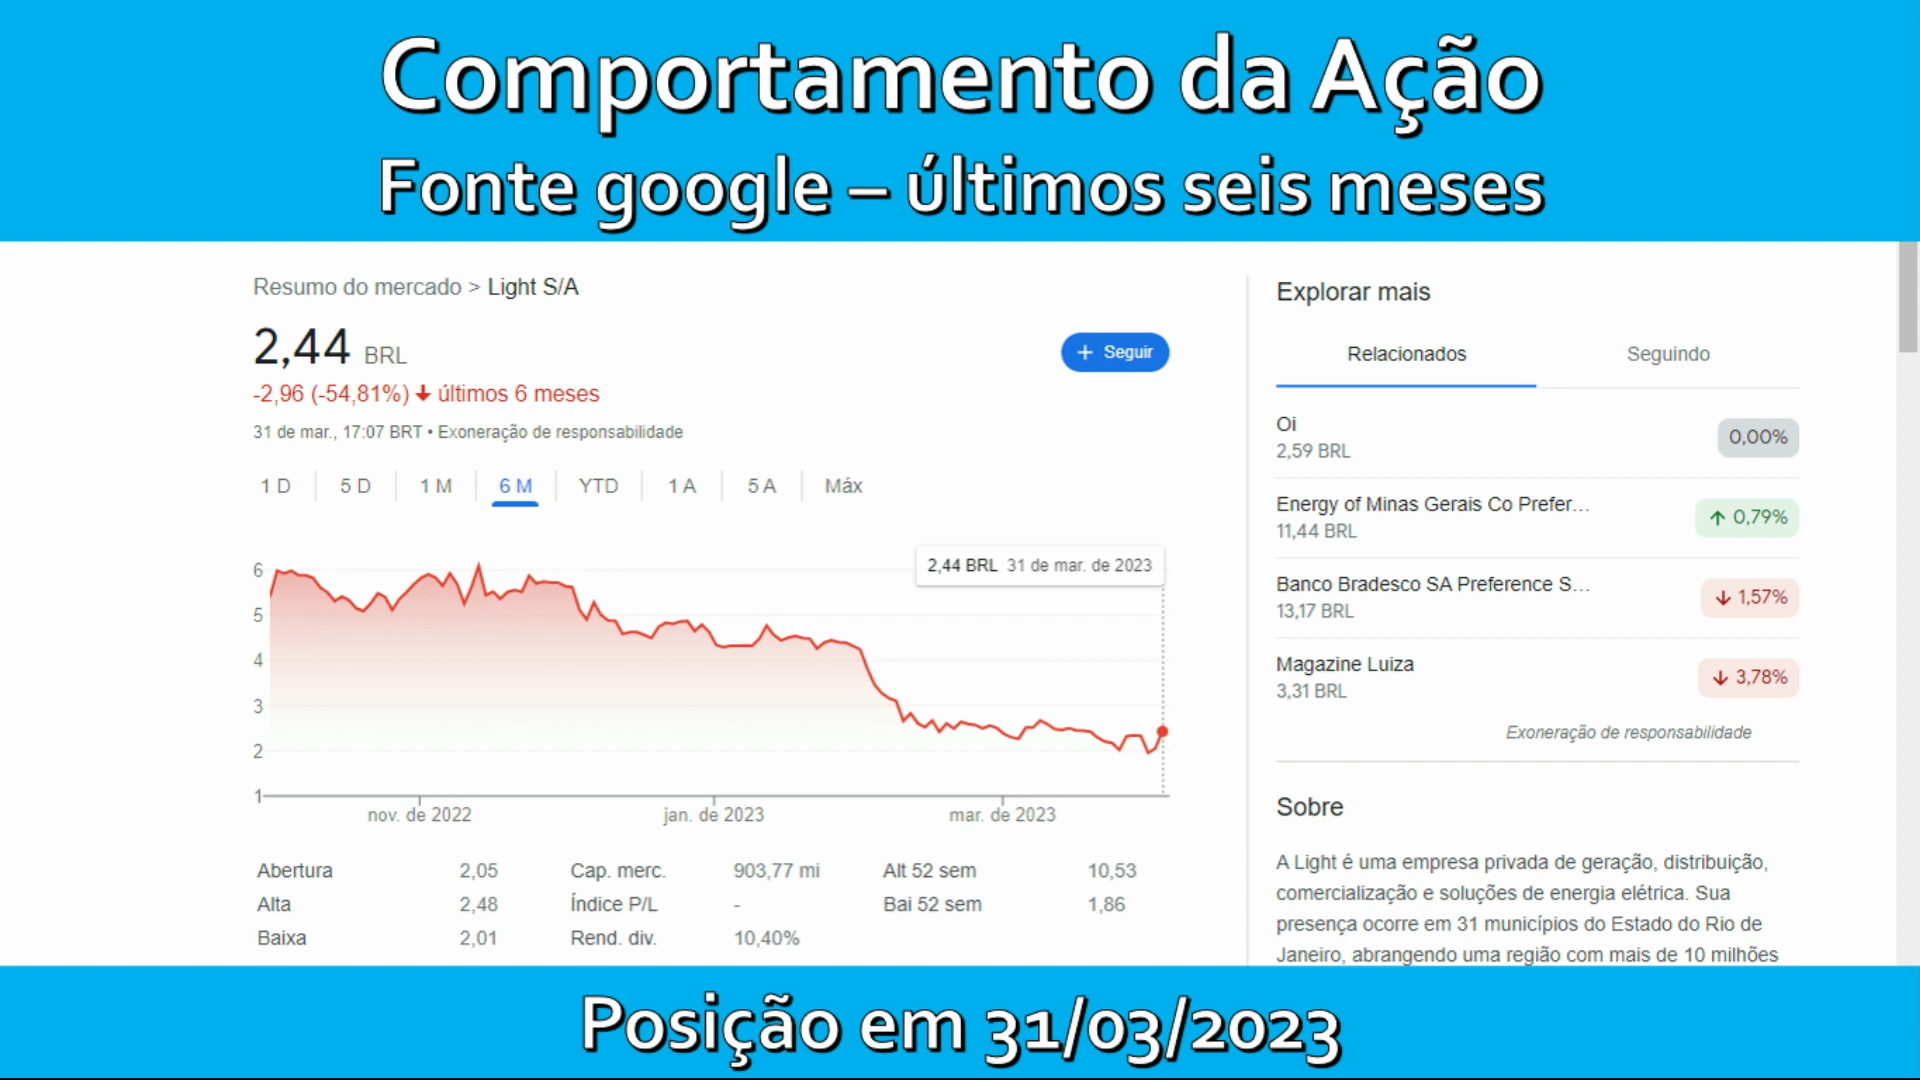 Comportamento da Ação
Fonte google – últimos seis meses
Resumo do mercado > Light S/A
2,44 BRL
+ Seguir
-2,96 (-54,81%) ↓ últimos 6 meses
31 de mar., 17:07 BRT • Exoneração de responsabilidade
1 D 5 D 1 M 6 M YTD 1 A 5 A Máx
2,44 BRL 31 de mar. de 2023
6
5
4
3
2
1
nov. de 2022 jan. de 2023 mar. de 2023
Abertura 2,05 Cap. merc. 903,77 mi Alt 52 sem 10,53
Alta 2,48 Índice P/L - Bai 52 sem 1,86
Baixa 2,01 Rend. div. 10,40%
Explorar mais
Relacionados Seguindo
Oi
2,59 BRL
0,00%
Energy of Minas Gerais Co Prefer...
11,44 BRL
↑ 0,79%
Banco Bradesco SA Preference S...
13,17 BRL
↓ 1,57%
Magazine Luiza
3,31 BRL
↓ 3,78%
Exoneração de responsabilidade
Sobre
A Light é uma empresa privada de geração, distribuição,
comercialização e soluções de energia elétrica. Sua
presença ocorre em 31 municípios do Estado do Rio de
Janeiro, abrangendo uma região com mais de 10 milhões
Posição em 31/03/2023